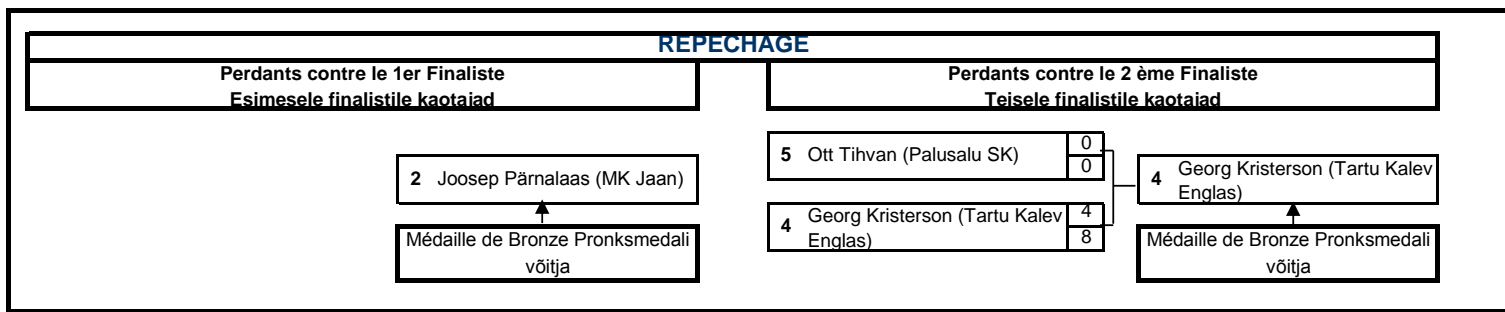 REPECHAGE
Perdants contre le 1er Finaliste
Esimesele finalistile kaotajad
Perdants contre le 2 ème Finaliste
Teisele finalistile kaotajad
2 Joosep Pärnalaas (MK Jaan)
Médaille de Bronze Pronksmedali
võitja
5 Ott Tihvan (Palusalu SK)
0
0
4 Georg Kristerson (Tartu Kalev
Englas)
4
8
4 Georg Kristerson (Tartu Kalev
Englas)
Médaille de Bronze Pronksmedali
võitja